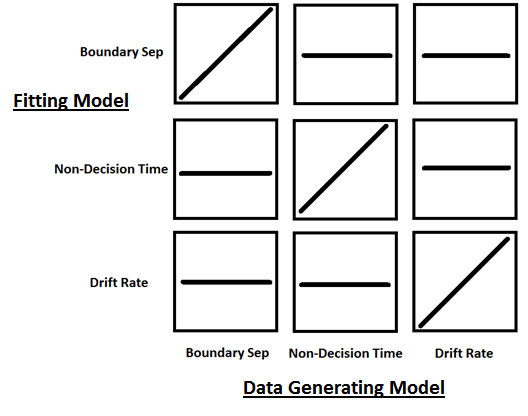 Boundary Sep
Fitting Model
Non-Decision Time
Drift Rate
Boundary Sep Non-Decision Time Drift Rate
Data Generating Model